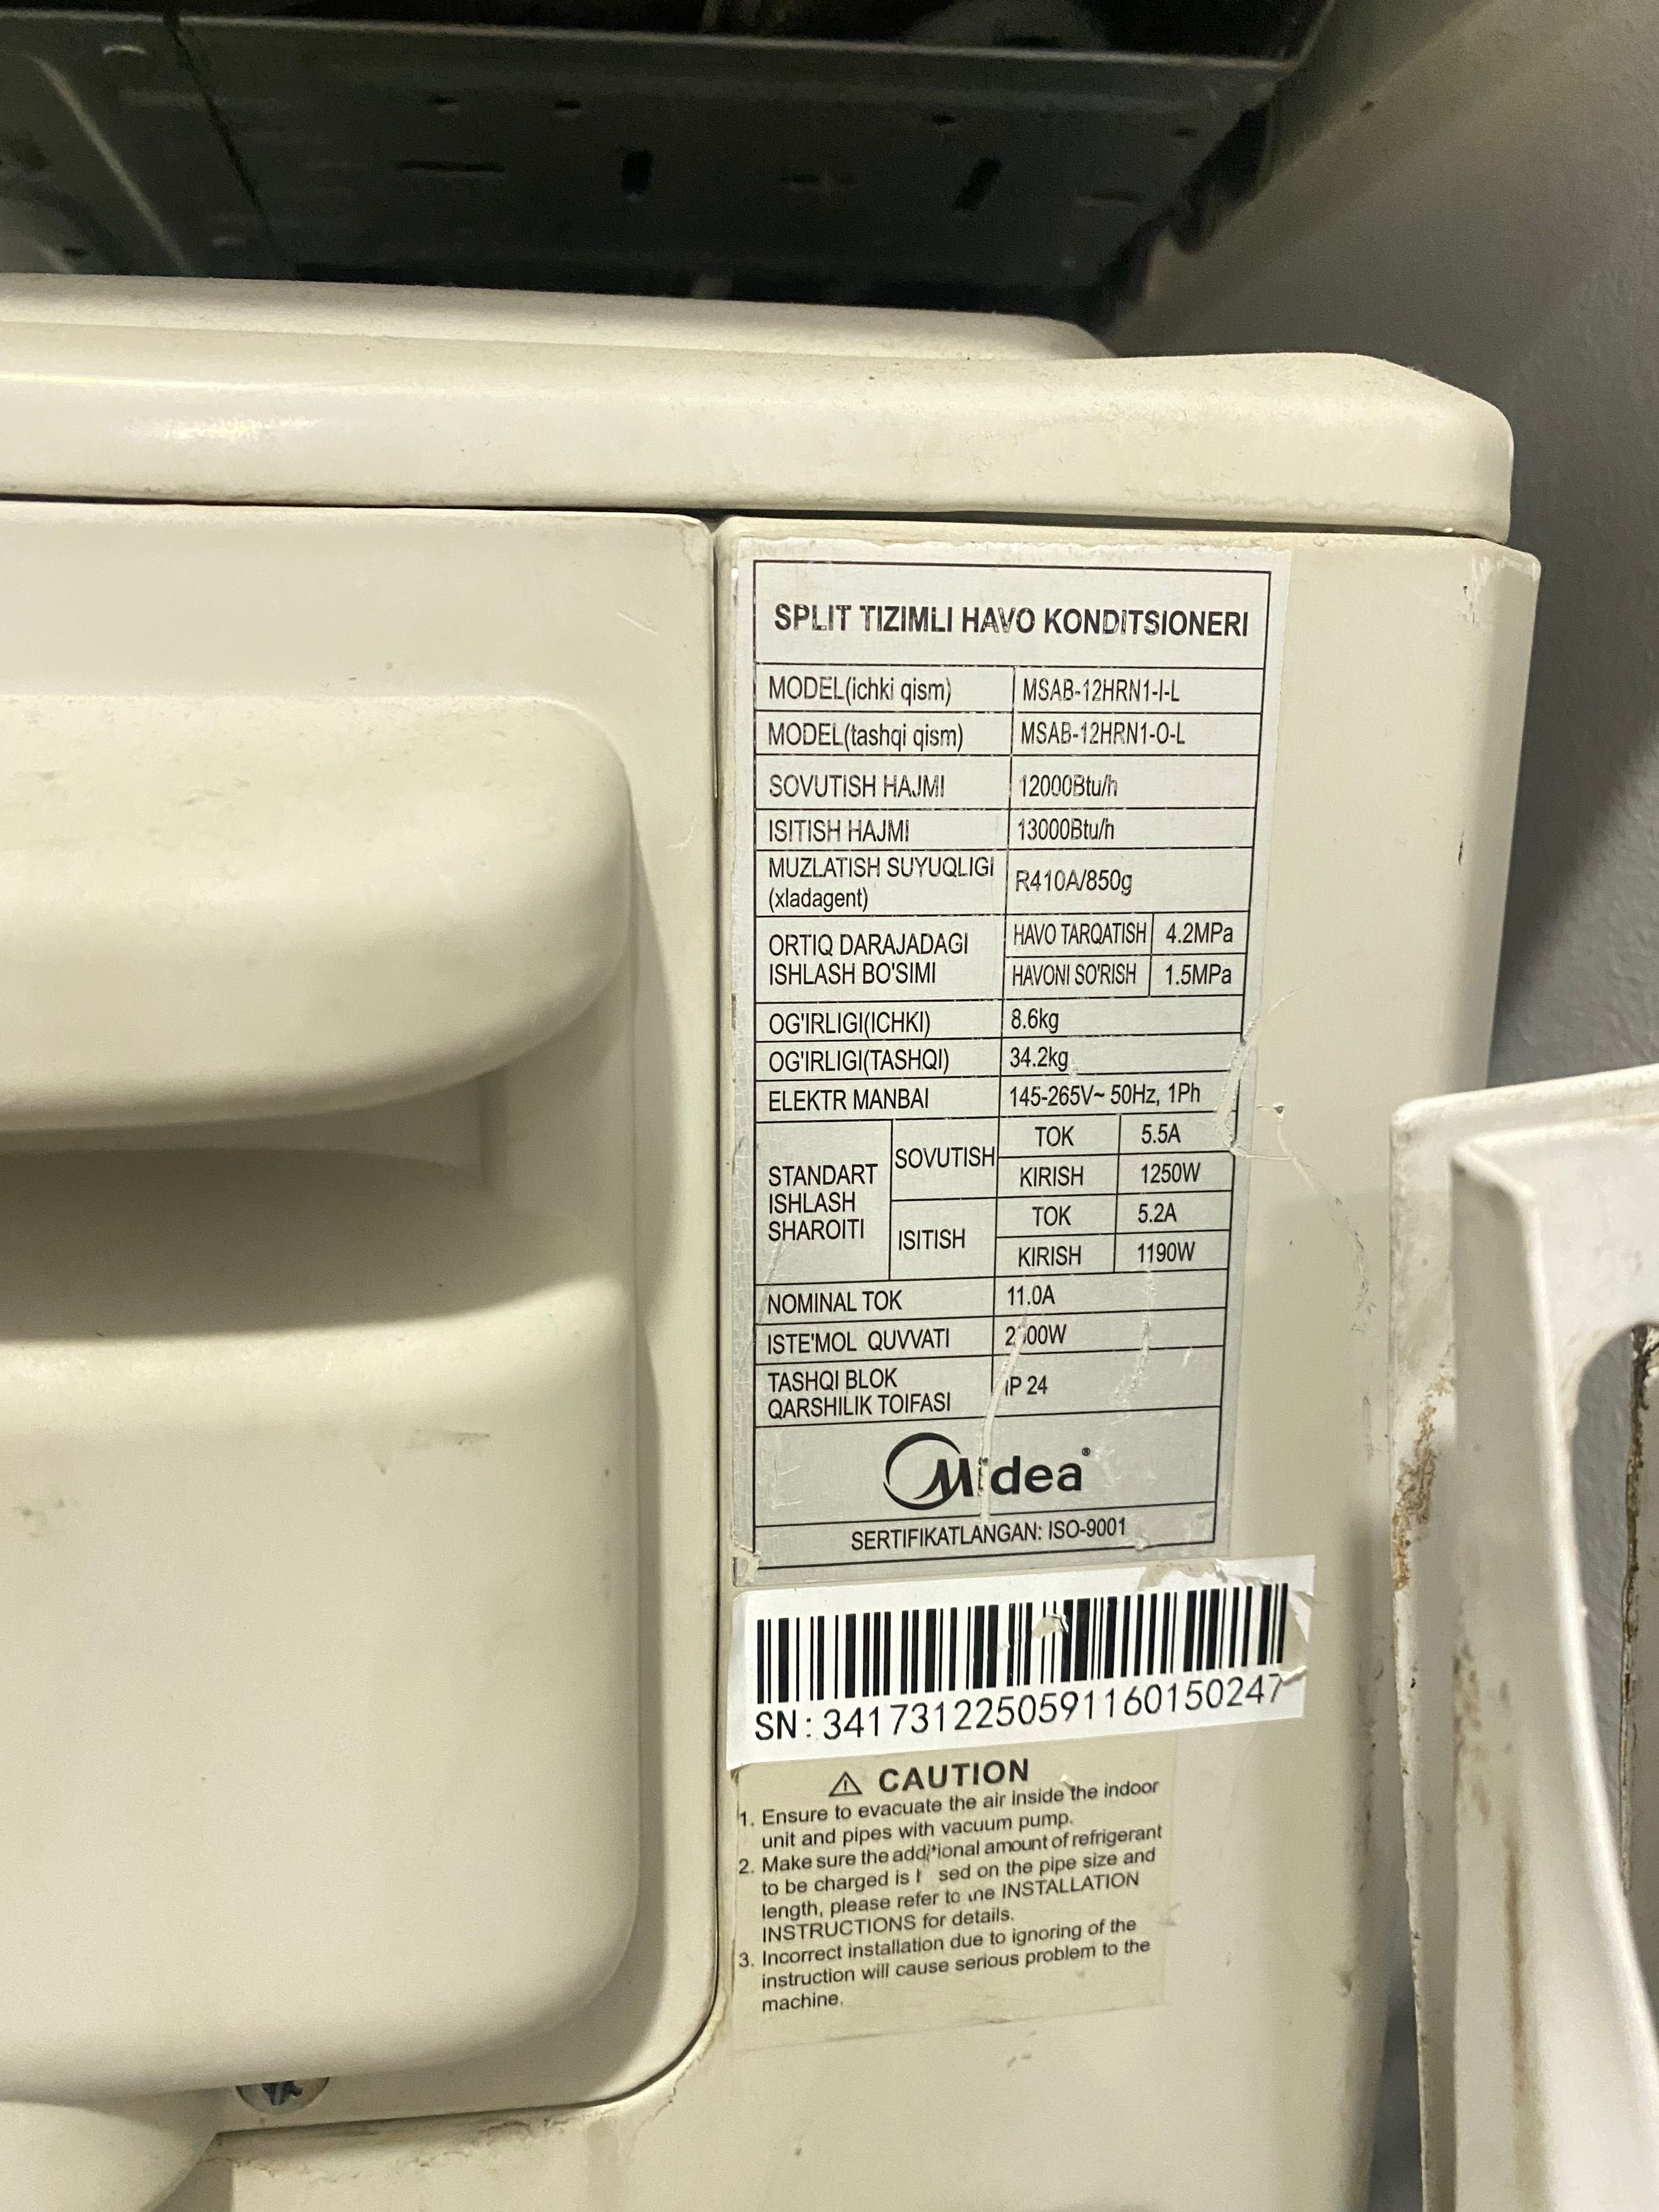 SPLIT TIZIMLI HAVO KONDITSIONERI
MODEL(ichki qism) MSAB-12HRN1-I-L
MODEL(tashqi qism) MSAB-12HRN1-O-L
SOVUTISH HAJMI 12000Btu/h
ISITISH HAJMI 13000Btu/h
MUZLATISH SUYUQLIGI
(xladagent) R410A/850g
ORTIQ DARAJADAGI
ISHLASH BO'SIMI
HAVO TARQATISH 4.2MPa
HAVONI SO'RISH 1.5MPa
OG'IRLIGI(ICHKI) 8.6kg
OG'IRLIGI(TASHQI) 34.2kg
ELEKTR MANBAI 145-265V~ 50Hz, 1Ph
STANDART
ISHLASH
SHAROITI
SOVUTISH
TOK 5.5A
KIRISH 1250W
ISITISH
TOK 5.2A
KIRISH 1190W
NOMINAL TOK 11.0A
ISTE'MOL QUVVATI
TASHQI BLOK
QARSHILIK TOIFASI
IP 24
Midea®
SERTIFIKATLANGAN: ISO-9001
SN:3417312250591160150247
⚠ CAUTION
1. Ensure to evacuate the air inside the indoor
unit and pipes with vacuum pump.
2. Make sure the additional amount of refrigerant
to be charged is sed on the pipe size and
length, please refer to the INSTALLATION
INSTRUCTIONS for details.
3. Incorrect installation due to ignoring of the
instruction will cause serious problem to the
machine.